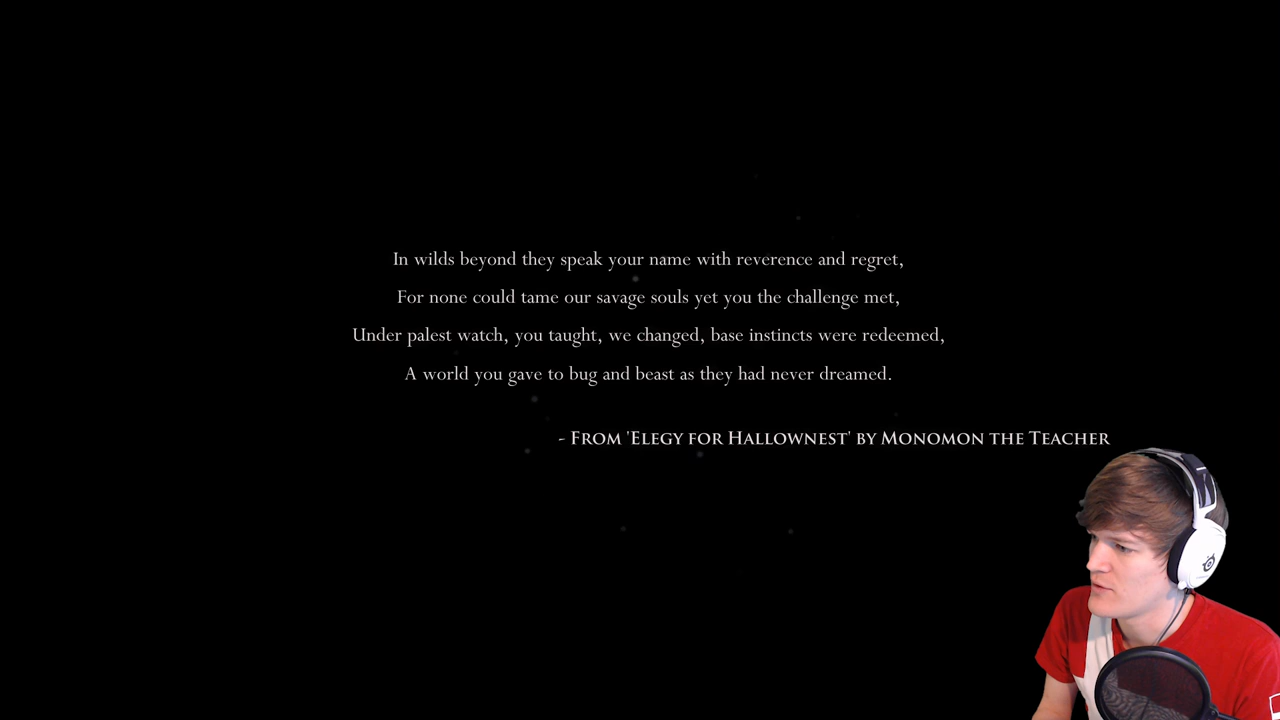 In wilds beyond they speak your name with reverence and regret,
For none could tame our savage souls yet you the challenge met,
Under palest watch, you taught, we changed, base instincts were redeemed,
A world you gave to bug and beast as they had never dreamed.
- From 'Elegy for Hallownest' by Monomon the Teacher